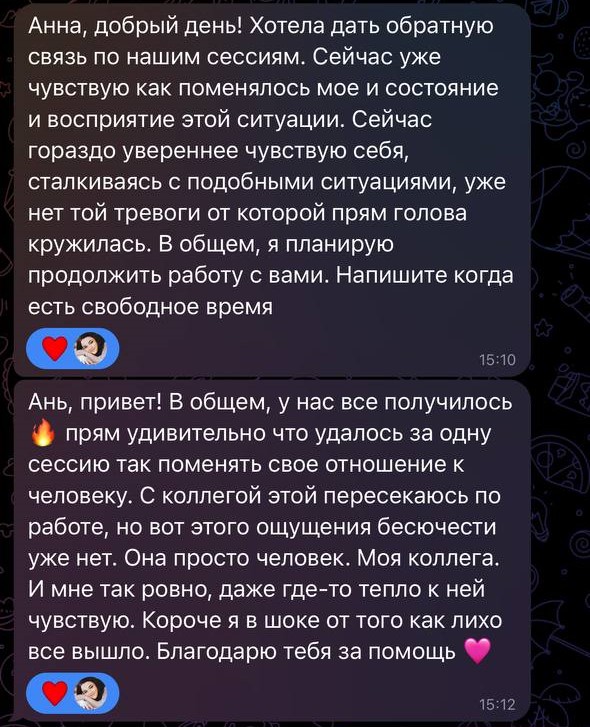 Анна, добрый день! Хотела дать обратную
связь по нашим сессиям. Сейчас уже
чувствую как поменялось мое и состояние
и восприятие этой ситуации. Сейчас
гораздо увереннее чувствую себя,
сталкиваясь с подобными ситуациями, уже
нет той тревоги от которой прям голова
кружилась. В общем, я планирую
продолжить работу с вами. Напишите когда
есть свободное время
15:10
Ань, привет! В общем, у нас все получилось
🔥 прям удивительно что удалось за одну
сессию так поменять свое отношение к
человеку. С коллегой этой пересекаюсь по
работе, но вот этого ощущения бесючести
уже нет. Она просто человек. Моя коллега.
И мне так ровно, даже где-то тепло к ней
чувствую. Короче я в шоке от того как лихо
все вышло. Благодарю тебя за помощь 💗
15:12